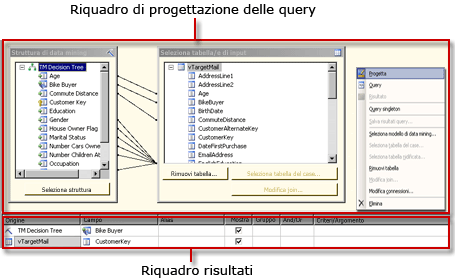 Riquadro di progettazione delle query
Struttura di data mining
TM Decision Tree
Age
Bike Buyer
Commute Distance
Customer Key
Education
Gender
House Owner Flag
Marital Status
Number Cars Owned
Number Children At
Occupation
Seleziona struttura
Seleziona tabella/e di input
vTargetMail
AddressLine1
AddressLine2
Age
BikeBuyer
BirthDate
CommuteDistance
CustomerAlternateKey
CustomerKey
DateFirstPurchase
EmailAddress
Rimuovi tabella...
Seleziona tabella del case...
Modifica join...
Progetta
Query
Risultato
Query singleton
Salva risultati query...
Seleziona modello di data mining...
Seleziona tabella del case...
Seleziona tabella nidificata...
Rimuovi tabella
Modifica join...
Modifica connessioni...
Elimina
Origine Campo Alias Mostra Gruppo And/Or Criteri/Argomento
TM Decision Tree Bike Buyer
vTargetMail CustomerKey
Riquadro risultati